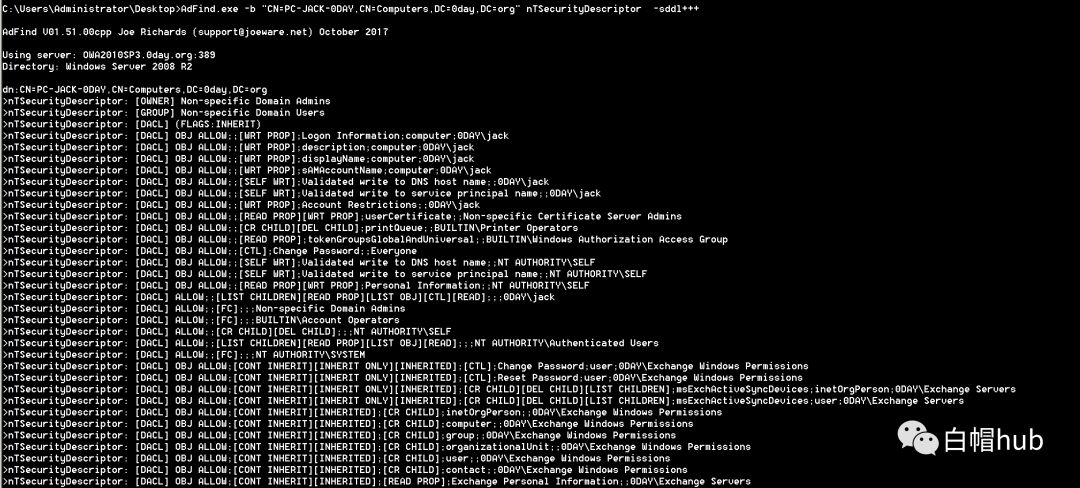 C:\Users\Administrator\Desktop>AdFind.exe -b "CN=PC-JACK-0DAY,CN=Computers,DC=0day,DC=org" nTSecurityDescriptor  -sddl+++
AdFind V01.51.00cpp Joe Richards (support@joeware.net) October 2017
Using server: OWA2010SP3.0day.org:389
Directory: Windows Server 2008 R2
dn:CN=PC-JACK-0DAY,CN=Computers,DC=0day,DC=org
>nTSecurityDescriptor: [OWNER] Non-specific Domain Admins
>nTSecurityDescriptor: [GROUP] Non-specific Domain Users
>nTSecurityDescriptor: [DACL] (FLAGS:INHERIT)
>nTSecurityDescriptor: [DACL] OBJ ALLOW;;[WRT PROP];Logon Information;computer;0DAY\jack
>nTSecurityDescriptor: [DACL] OBJ ALLOW;;[WRT PROP];description;computer;0DAY\jack
>nTSecurityDescriptor: [DACL] OBJ ALLOW;;[WRT PROP];displayName;computer;0DAY\jack
>nTSecurityDescriptor: [DACL] OBJ ALLOW;;[WRT PROP];sAMAccountName;computer;0DAY\jack
>nTSecurityDescriptor: [DACL] OBJ ALLOW;;[SELF WRT];Validated write to DNS host name;;0DAY\jack
>nTSecurityDescriptor: [DACL] OBJ ALLOW;;[SELF WRT];Validated write to service principal name;;0DAY\jack
>nTSecurityDescriptor: [DACL] OBJ ALLOW;;[WRT PROP];Account Restrictions;;0DAY\jack
>nTSecurityDescriptor: [DACL] OBJ ALLOW;;[READ PROP][WRT PROP];userCertificate;;Non-specific Certificate Server Admins
>nTSecurityDescriptor: [DACL] OBJ ALLOW;;[CR CHILD][DEL CHILD];printQueue;;BUILTIN\Printer Operators
>nTSecurityDescriptor: [DACL] OBJ ALLOW;;[READ PROP];tokenGroupsGlobalAndUniversal;;BUILTIN\Windows Authorization Access Group
>nTSecurityDescriptor: [DACL] OBJ ALLOW;;[CTL];Change Password;;Everyone
>nTSecurityDescriptor: [DACL] OBJ ALLOW;;[SELF WRT];Validated write to DNS host name;;NT AUTHORITY\SELF
>nTSecurityDescriptor: [DACL] OBJ ALLOW;;[SELF WRT];Validated write to service principal name;;NT AUTHORITY\SELF
>nTSecurityDescriptor: [DACL] OBJ ALLOW;;[READ PROP][WRT PROP];Personal Information;;NT AUTHORITY\SELF
>nTSecurityDescriptor: [DACL] ALLOW;;[LIST CHILDREN][READ PROP][LIST OBJ][CTL][READ];;;0DAY\jack
>nTSecurityDescriptor: [DACL] ALLOW;;[FC];;;Non-specific Domain Admins
>nTSecurityDescriptor: [DACL] ALLOW;;[FC];;;BUILTIN\Account Operators
>nTSecurityDescriptor: [DACL] ALLOW;;[CR CHILD][DEL CHILD];;;NT AUTHORITY\SELF
>nTSecurityDescriptor: [DACL] ALLOW;;[LIST CHILDREN][READ PROP][LIST OBJ][READ];;;NT AUTHORITY\Authenticated Users
>nTSecurityDescriptor: [DACL] ALLOW;;[FC];;;NT AUTHORITY\SYSTEM
>nTSecurityDescriptor: [DACL] OBJ ALLOW;[CONT INHERIT][INHERIT ONLY][INHERITED];[CTL];Change Password;user;0DAY\Exchange Windows Permissions
>nTSecurityDescriptor: [DACL] OBJ ALLOW;[CONT INHERIT][INHERIT ONLY][INHERITED];[CTL];Reset Password;user;0DAY\Exchange Windows Permissions
>nTSecurityDescriptor: [DACL] OBJ ALLOW;[CONT INHERIT][INHERIT ONLY][INHERITED];[CR CHILD][DEL CHILD][LIST CHILDREN];msExchActiveSyncDevices;inetOrgPerson;0DAY\Exchange Servers
>nTSecurityDescriptor: [DACL] OBJ ALLOW;[CONT INHERIT][INHERIT ONLY][INHERITED];[CR CHILD][DEL CHILD][LIST CHILDREN];msExchActiveSyncDevices;user;0DAY\Exchange Servers
>nTSecurityDescriptor: [DACL] OBJ ALLOW;[CONT INHERIT][INHERITED];[CR CHILD];inetOrgPerson;;0DAY\Exchange Windows Permissions
>nTSecurityDescriptor: [DACL] OBJ ALLOW;[CONT INHERIT][INHERITED];[CR CHILD];computer;;0DAY\Exchange Windows Permissions
>nTSecurityDescriptor: [DACL] OBJ ALLOW;[CONT INHERIT][INHERITED];[CR CHILD];group;;0DAY\Exchange Windows Permissions
>nTSecurityDescriptor: [DACL] OBJ ALLOW;[CONT INHERIT][INHERITED];[CR CHILD];organizationalUnit;;0DAY\Exchange Windows Permissions
>nTSecurityDescriptor: [DACL] OBJ ALLOW;[CONT INHERIT][INHERITED];[CR CHILD];user;;0DAY\Exchange Windows Permissions
>nTSecurityDescriptor: [DACL] OBJ ALLOW;[CONT INHERIT][INHERITED];[CR CHILD];contact;;0DAY\Exchange Windows Permissions
>nTSecurityDescriptor: [DACL] OBJ ALLOW;[CONT INHERIT][INHERITED];[READ PROP];Exchange Personal Information;;0DAY\Exchange Servers
白帽hub